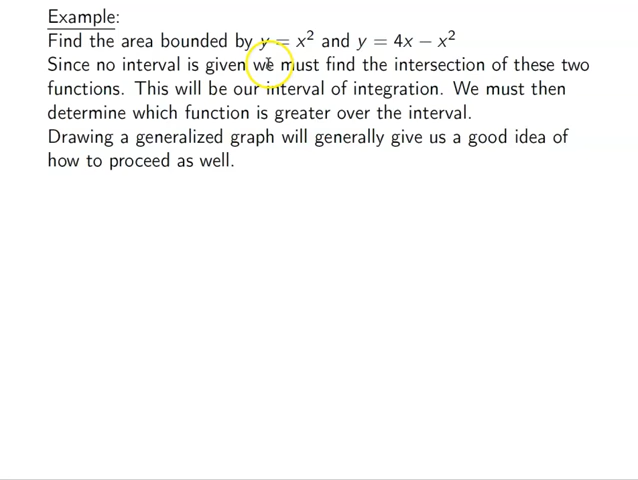 Example:
Find the area bounded by y = x² and y = 4x − x²
Since no interval is given we must find the intersection of these two
functions. This will be our interval of integration. We must then
determine which function is greater over the interval.
Drawing a generalized graph will generally give us a good idea of
how to proceed as well.